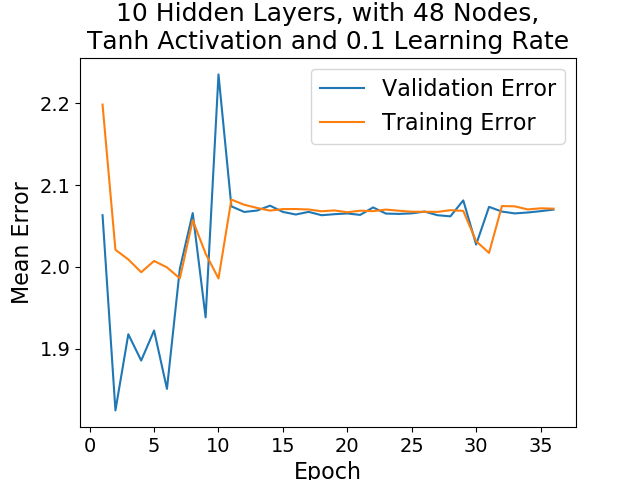 10 Hidden Layers, with 48 Nodes,
Tanh Activation and 0.1 Learning Rate
Validation Error
Training Error
Mean Error
2.2
2.1
2.0
1.9
0 5 10 15 20 25 30 35
Epoch